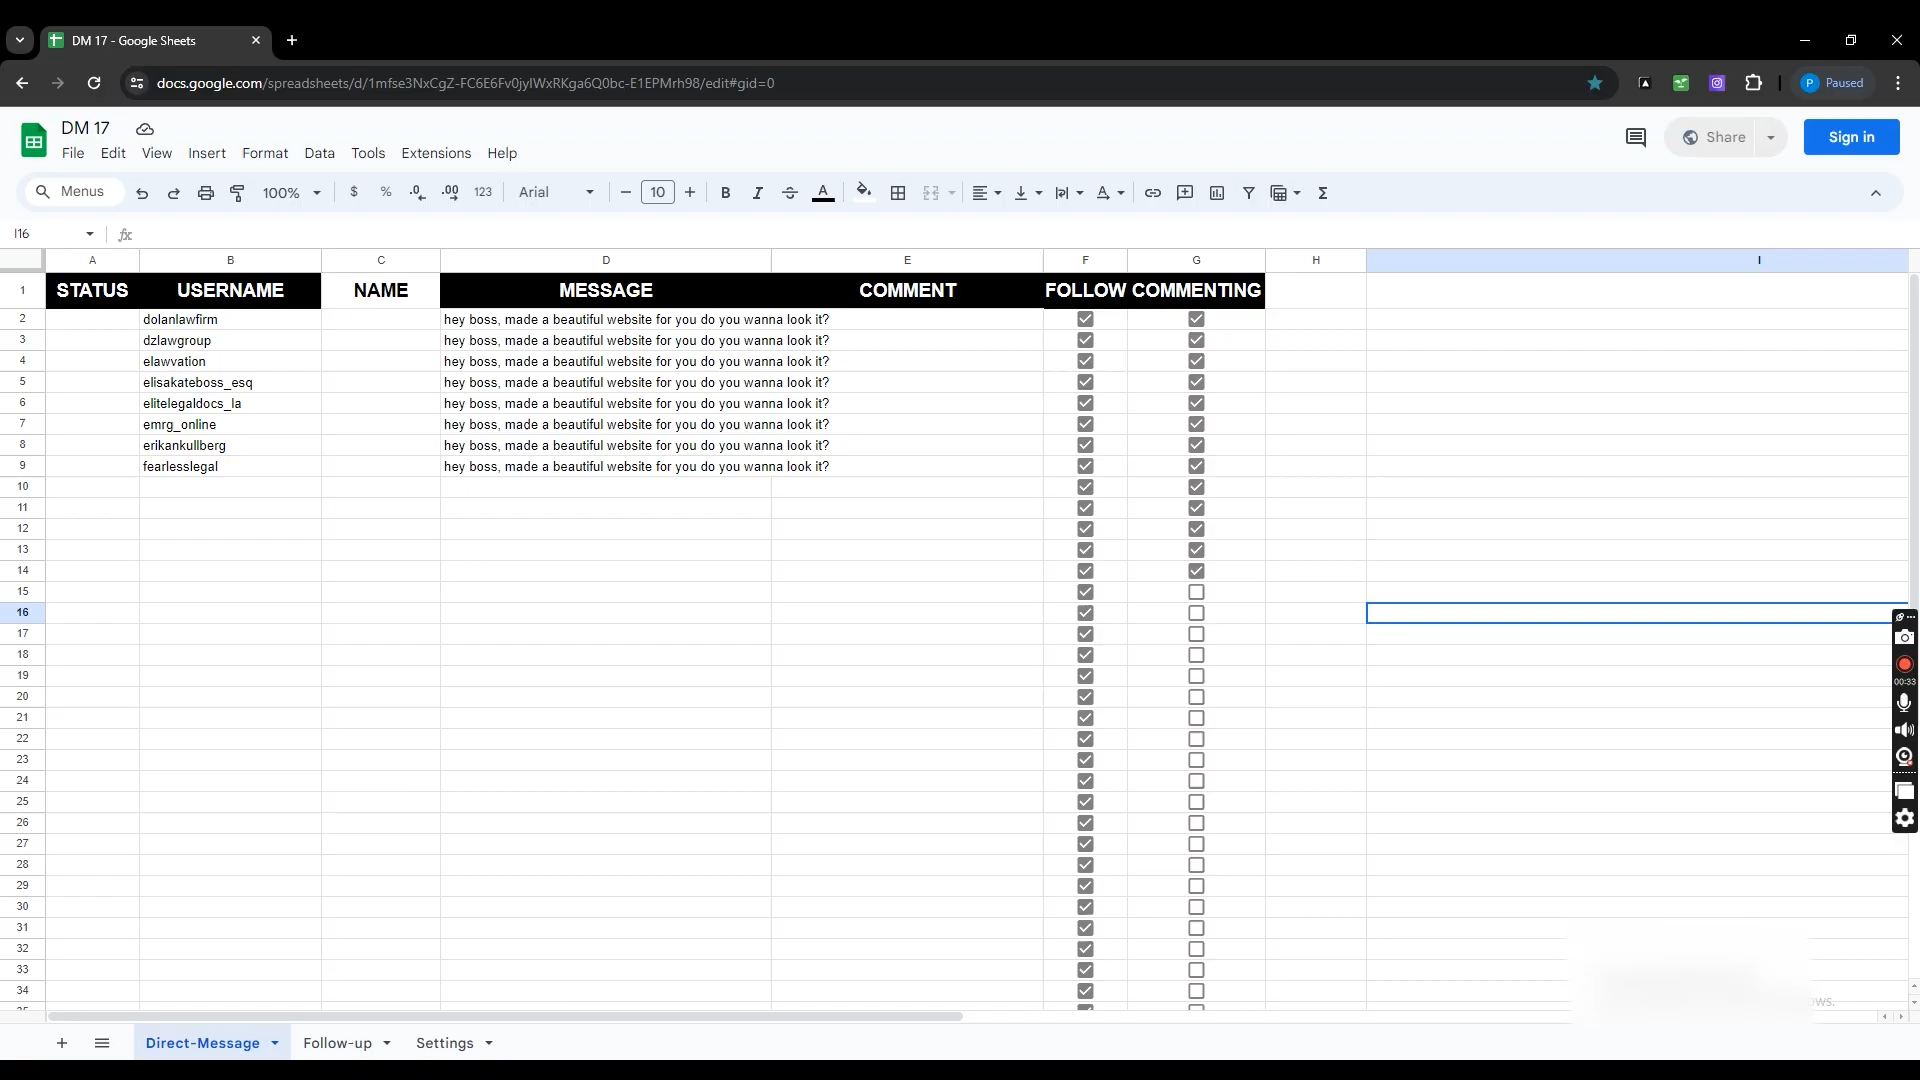 DM 17 - Google Sheets
docs.google.com/spreadsheets/d/1mfse3NxCgZ-FC6E6Fv0jylWxRKga6Q0bc-E1EPMrh98/edit#gid=0
P Paused
DM 17
File Edit View Insert Format Data Tools Extensions Help
Share
Sign in
Menus 100% $ % .0 .00 123 Arial 10 B I S A Σ
I16 fx
A B C D E F G H I
1 STATUS USERNAME NAME MESSAGE COMMENT FOLLOW COMMENTING
2 dolanlawfirm hey boss, made a beautiful website for you do you wanna look it?
3 dzlawgroup hey boss, made a beautiful website for you do you wanna look it?
4 elawvation hey boss, made a beautiful website for you do you wanna look it?
5 elisakateboss_esq hey boss, made a beautiful website for you do you wanna look it?
6 elitelegaldocs_la hey boss, made a beautiful website for you do you wanna look it?
7 emrg_online hey boss, made a beautiful website for you do you wanna look it?
8 erikankullberg hey boss, made a beautiful website for you do you wanna look it?
9 fearlesslegal hey boss, made a beautiful website for you do you wanna look it?
10
11
12
13
14
15
16
17
18
19
20
21
22
23
24
25
26
27
28
29
30
31
32
33
34
00:33
Direct-Message Follow-up Settings